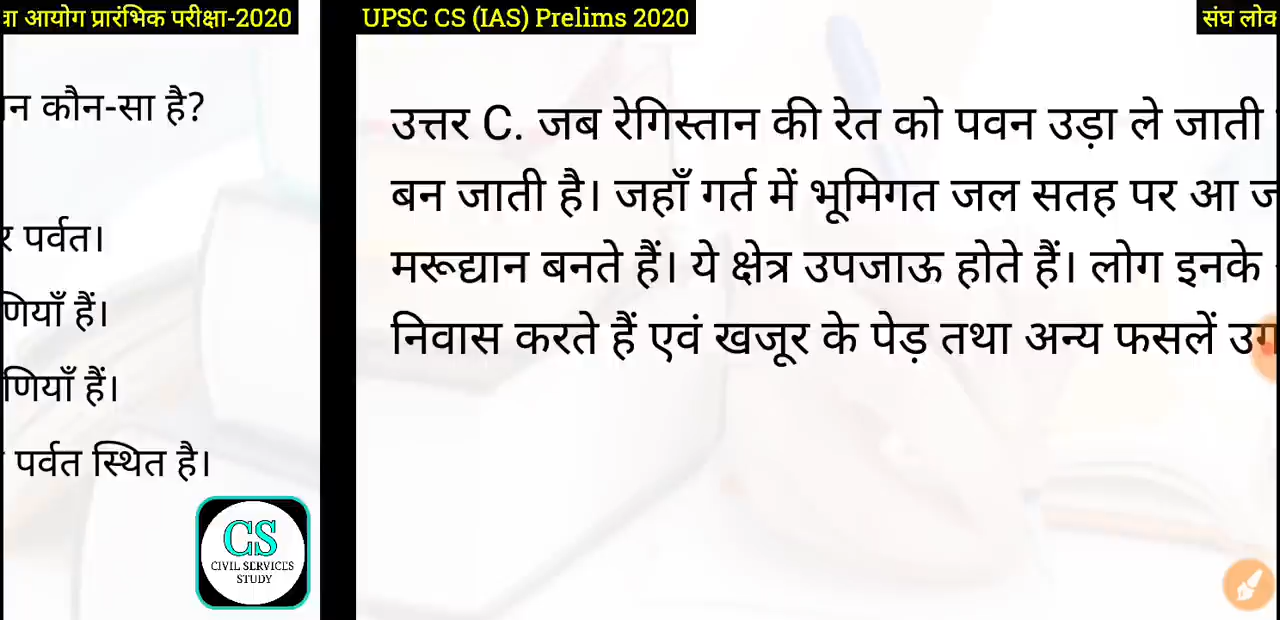 आयोग प्रारंभिक परीक्षा-2020
कौन-सा है?
पर्वत।
हैं।
हैं।
पर्वत स्थित है।
CS
CIVIL SERVICES
STUDY
UPSC CS (IAS) Prelims 2020
संघ
उत्तर C. जब रेगिस्तान की रेत को पवन उड़ा ले जाती
बन जाती है। जहाँ गर्त में भूमिगत जल सतह पर आ
मरूद्यान बनते हैं। ये क्षेत्र उपजाऊ होते हैं। लोग इनके
निवास करते हैं एवं खजूर के पेड़ तथा अन्य फसलें